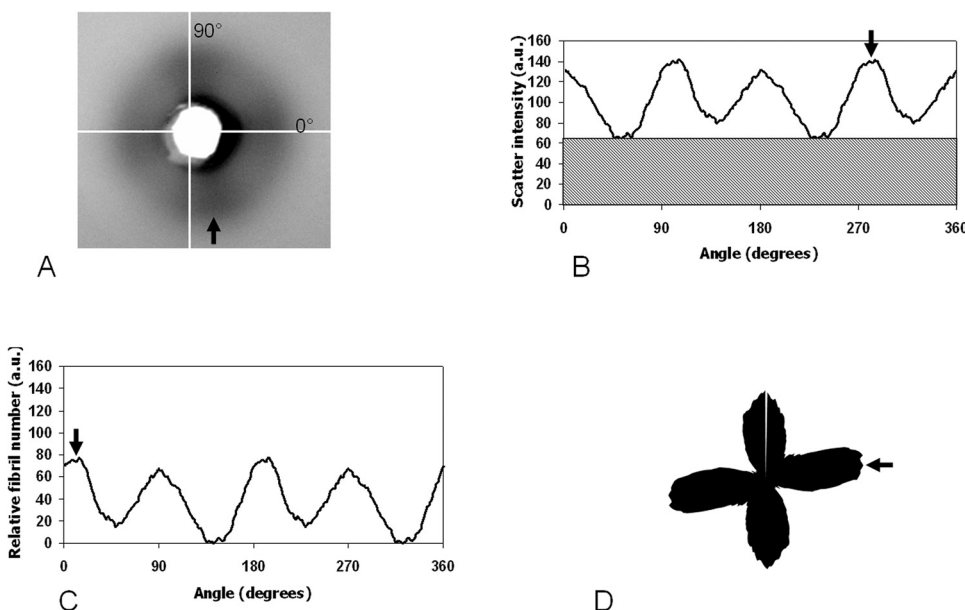 90°
0°
A
Scatter intensity (a.u.)
160
140
120
100
80
60
40
20
0
0 90 180 270 360
Angle (degrees)
B
Relative fibril number (a.u.)
160
140
120
100
80
60
40
20
0
0 90 180 270 360
Angle (degrees)
C
D